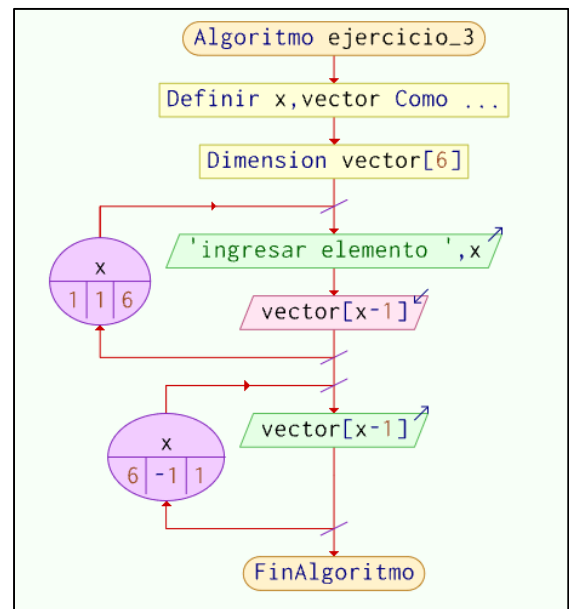 Algoritmo ejercicio_3
Definir x,vector Como ...
Dimension vector[6]
'ingresar elemento ',x
x
1 1 6
vector[x-1]
vector[x-1]
x
6 -1 1
FinAlgoritmo